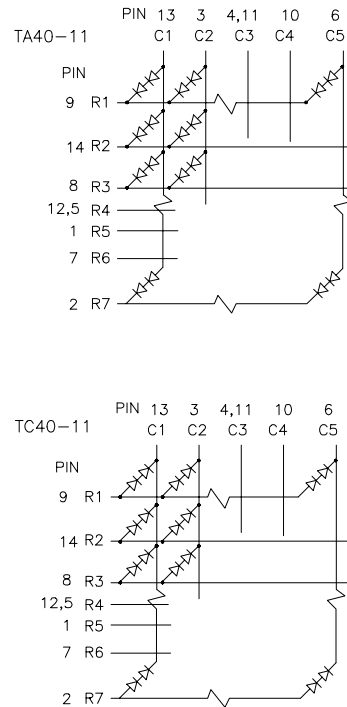 PIN 13 3 4,11 10 6
TA40-11 C1 C2 C3 C4 C5
PIN
9 R1
14 R2
8 R3
12,5 R4
1 R5
7 R6
2 R7
PIN 13 3 4,11 10 6
TC40-11 C1 C2 C3 C4 C5
PIN
9 R1
14 R2
8 R3
12,5 R4
1 R5
7 R6
2 R7